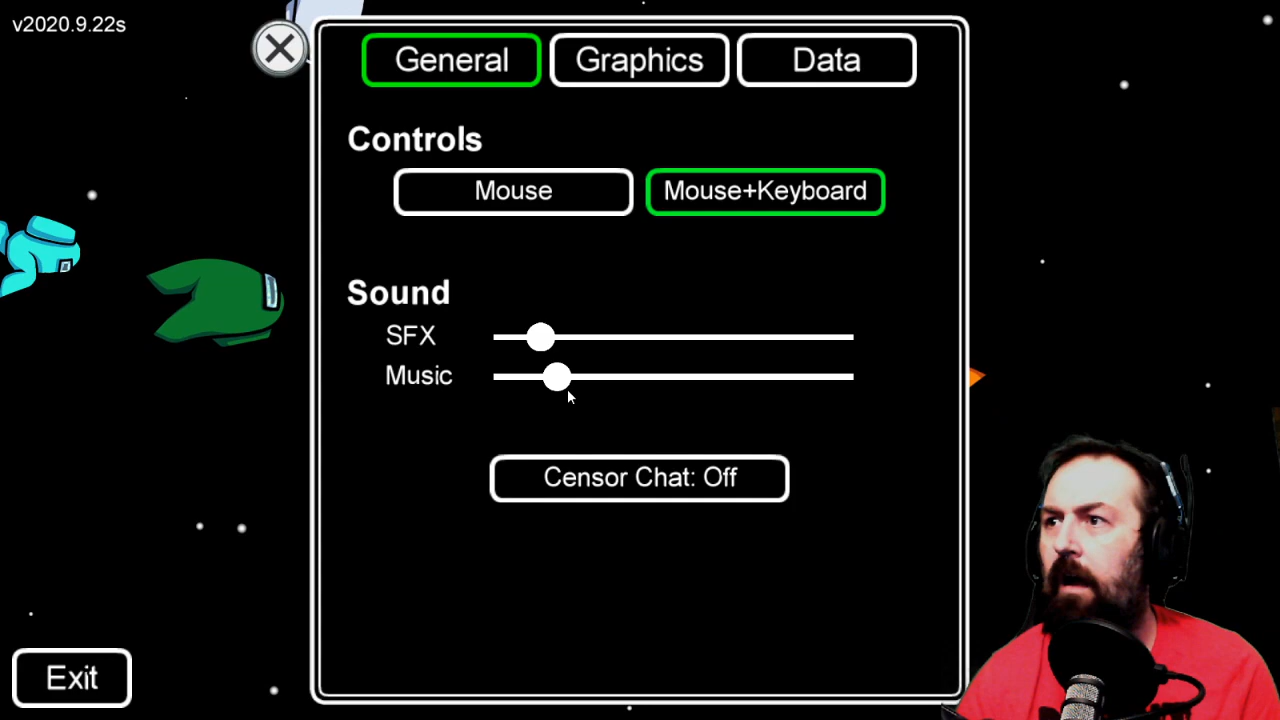 v2020.9.22s
General
Graphics
Data
Controls
Mouse
Mouse+Keyboard
Sound
SFX
Music
Censor Chat: Off
Exit